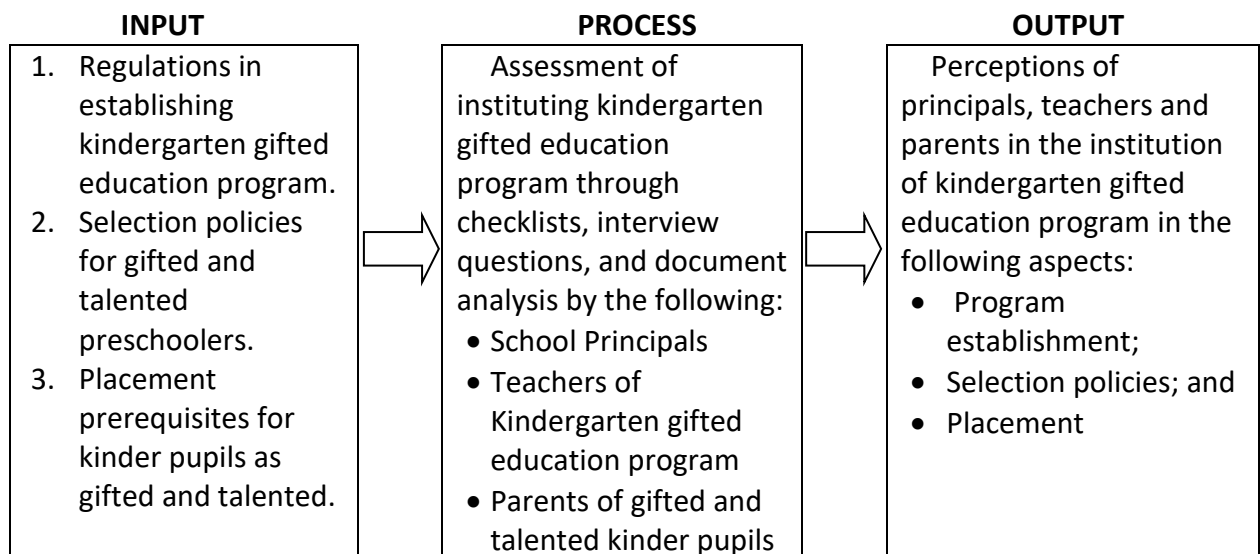 INPUT
1. Regulations in
establishing
kindergarten gifted
education program.
2. Selection policies
for gifted and
talented
preschoolers.
3. Placement
prerequisites for
kinder pupils as
gifted and talented.
PROCESS
Assessment of
instituting kindergarten
gifted education
program through
checklists, interview
questions, and document
analysis by the following:
• School Principals
• Teachers of
Kindergarten gifted
education program
• Parents of gifted and
talented kinder pupils
OUTPUT
Perceptions of
principals, teachers and
parents in the institution
of kindergarten gifted
education program in the
following aspects:
• Program
establishment;
• Selection policies; and
• Placement